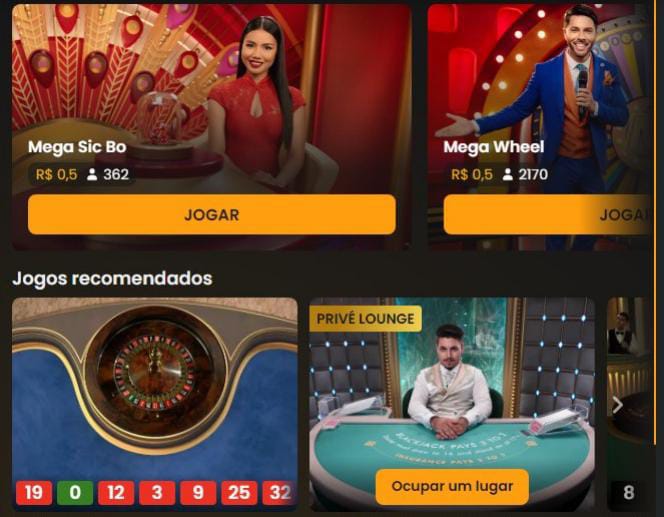 Mega Sic Bo
R$ 0,5 362
JOGAR
Mega Wheel
R$ 0,5 2170
JOGA
Jogos recomendados
19 0 12 3 9 25 32
PRIVÉ LOUNGE
BLACKJACK PAYS 3 TO 2
INSURANCE PAYS 2 TO 1
Ocupar um lugar
8